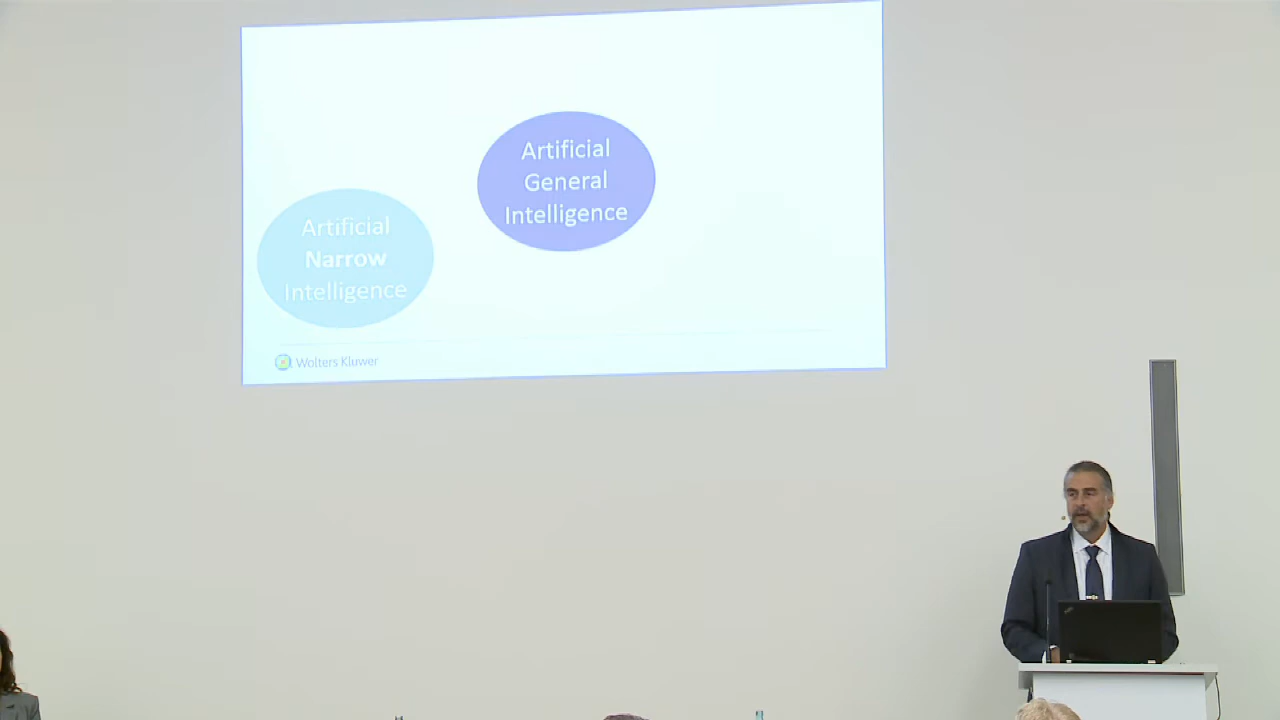 Artificial
General
Intelligence
Artificial
Narrow
Intelligence
Wolters Kluwer